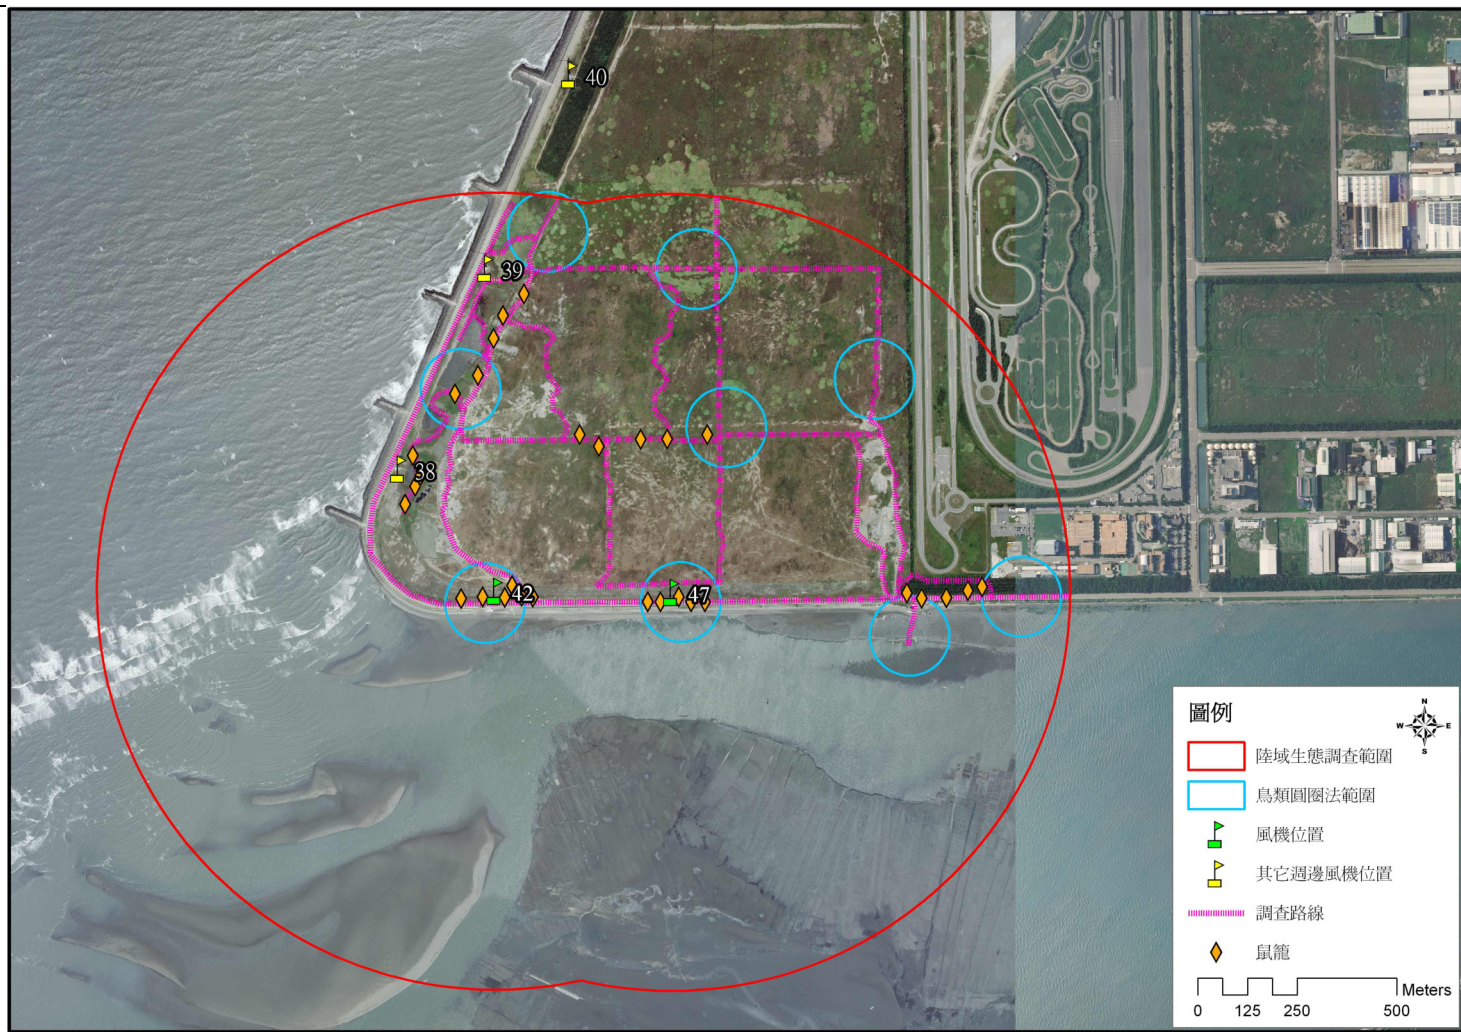 40
39
38
42
47
圖例
N
W E
S
陸域生態調查範圍
鳥類圓圈法範圍
風機位置
其它週邊風機位置
調查路線
鼠籠
Meters
0 125 250 500